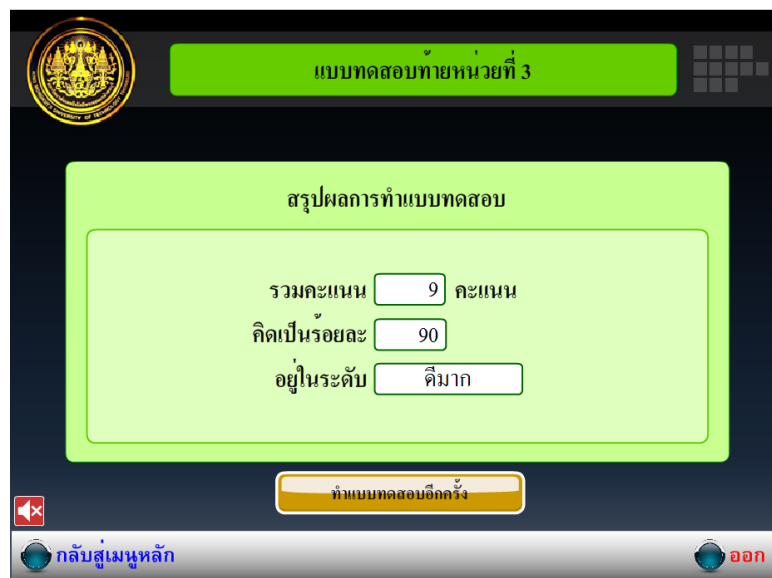 แบบทดสอบท้ายหน่วยที่ 3
สรุปผลการทำแบบทดสอบ
รวมคะแนน 9 คะแนน
คิดเป็นร้อยละ 90
อยู่ในระดับ ดีมาก
ทำแบบทดสอบอีกครั้ง
กลับสู่เมนูหลัก ออก